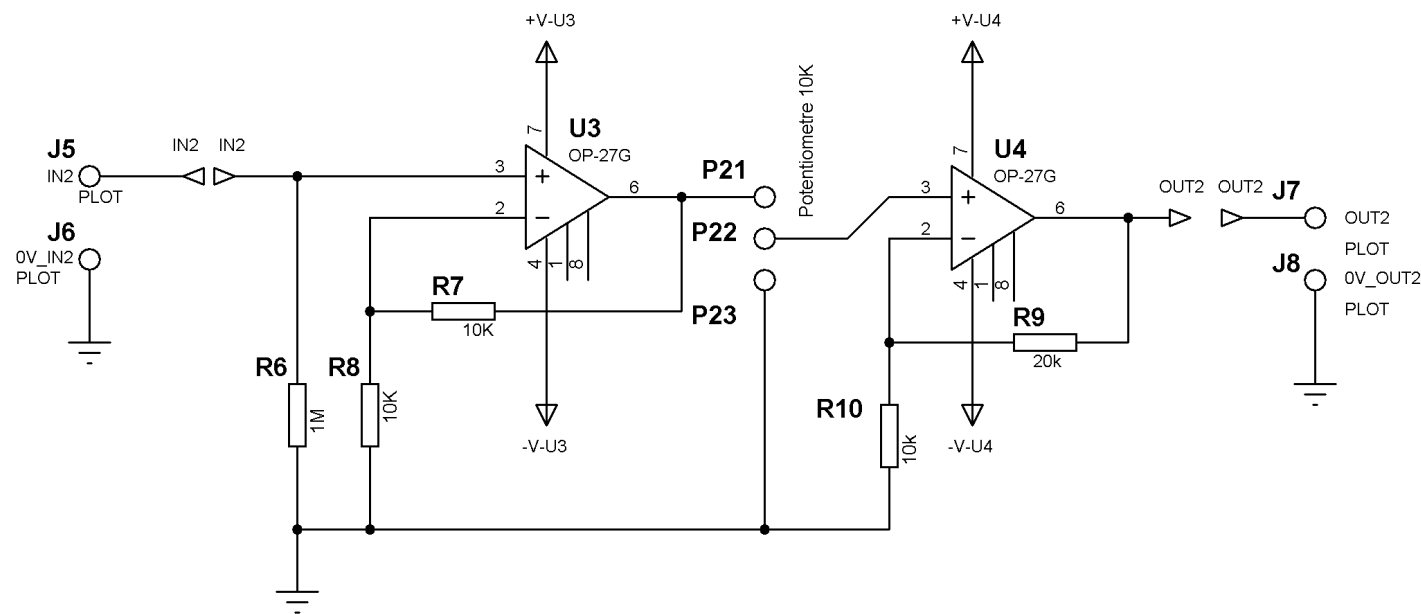 +V-U3
+V-U4
Potentiometre 10K
7
U3
OP-27G
7
U4
OP-27G
J5
IN2
PLOT
IN2
IN2
3
2
6
4
1
8
P21
P22
P23
3
2
6
4
1
8
OUT2
OUT2
J7
OUT2
PLOT
J6
0V_IN2
PLOT
J8
0V_OUT2
PLOT
R7
10K
R9
20k
R6
1M
R8
10K
R10
10k
-V-U3
-V-U4